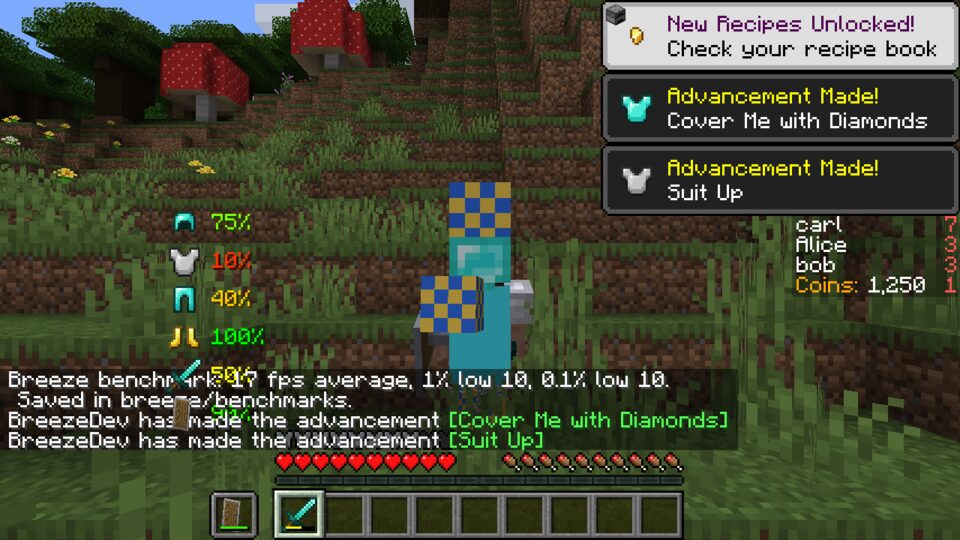 New Recipes Unlocked!
Check your recipe book
Advancement Made!
Cover Me with Diamonds
Advancement Made!
Suit Up
carl 7
Alice 3
bob 3
Coins: 1,250 1
75%
10%
40%
100%
50%
Breeze benchmark: 17 fps average, 1% low 10, 0.1% low 10.
Saved in breeze/benchmarks.
BreezeDev has made the advancement [Cover Me with Diamonds]
BreezeDev has made the advancement [Suit Up]